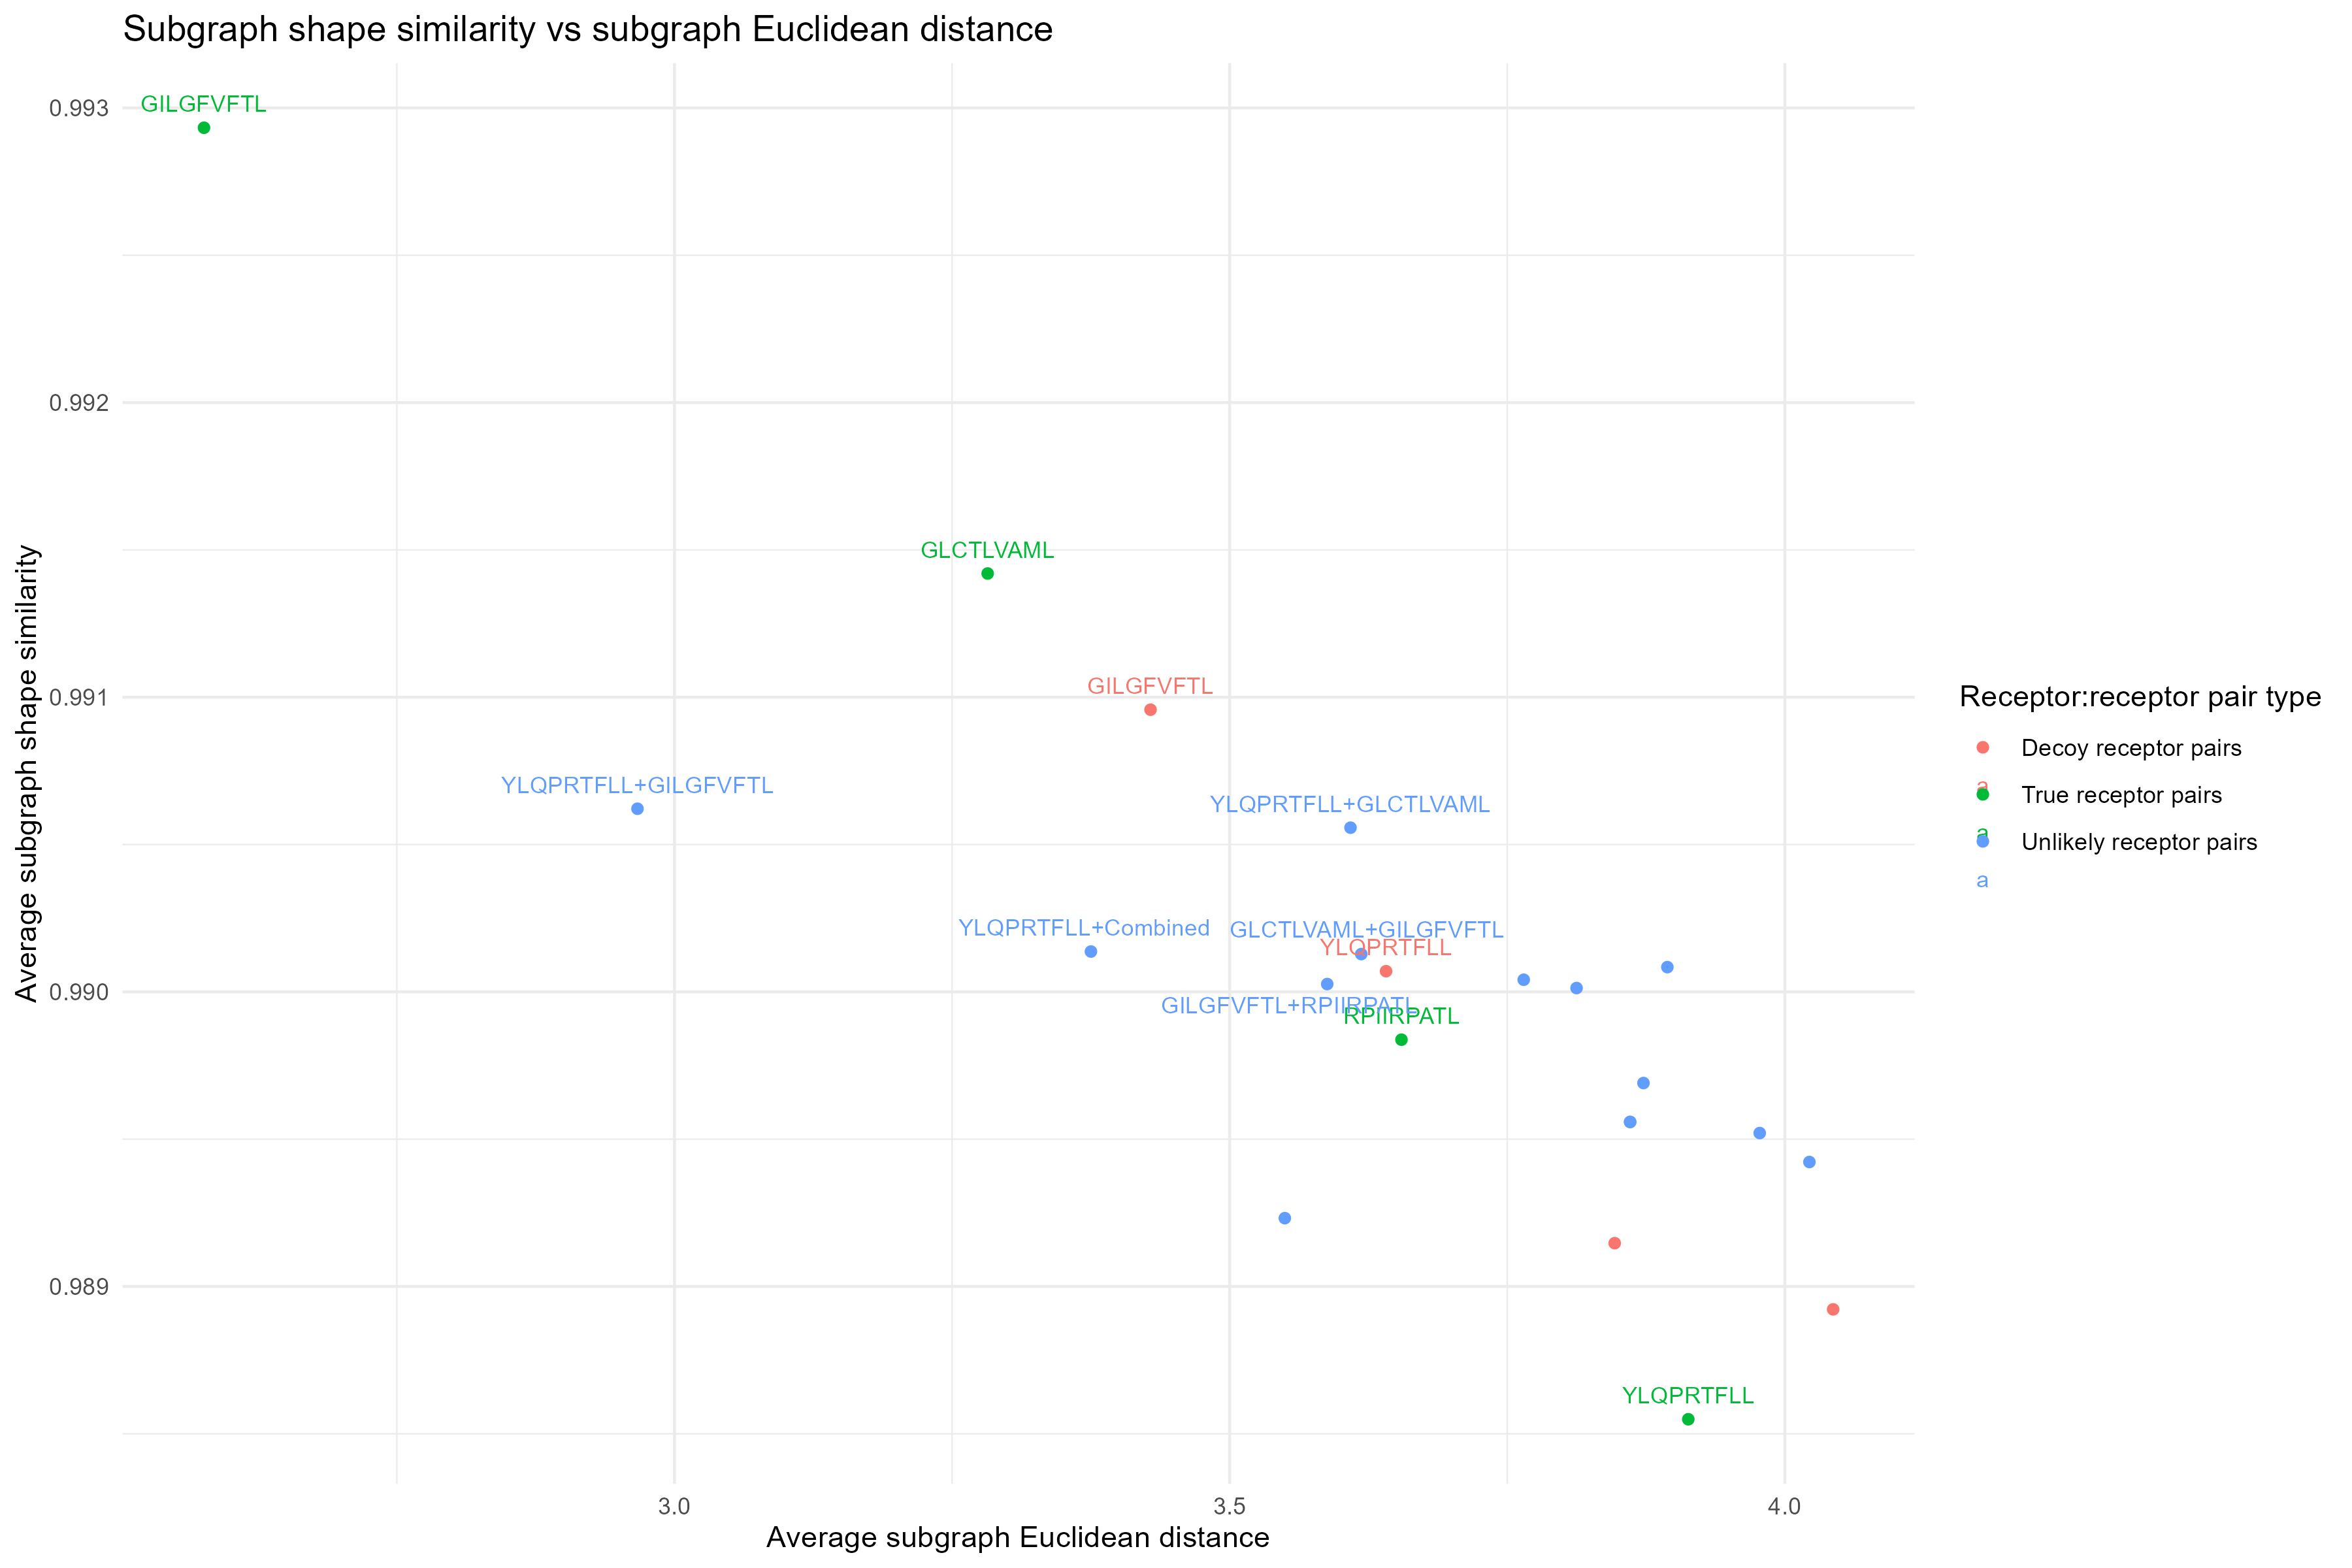 Subgraph shape similarity vs subgraph Euclidean distance
GILGFVFTL
0.993
0.992
GLCTLVAML
GILGFVFTL
0.991
YLQPRTFLL+GILGFVFTL
YLQPRTFLL+GLCTLVAML
YLQPRTFLL+Combined
GLCTLVAML+GILGFVFTL
YLQPRTFLL
0.990
GILGFVFTL+RPIIRPATL
RPIIRPATL
0.989
YLQPRTFLL
3.0
3.5
4.0
Average subgraph Euclidean distance
Average subgraph shape similarity
Receptor:receptor pair type
Decoy receptor pairs
a
True receptor pairs
a
Unlikely receptor pairs
a